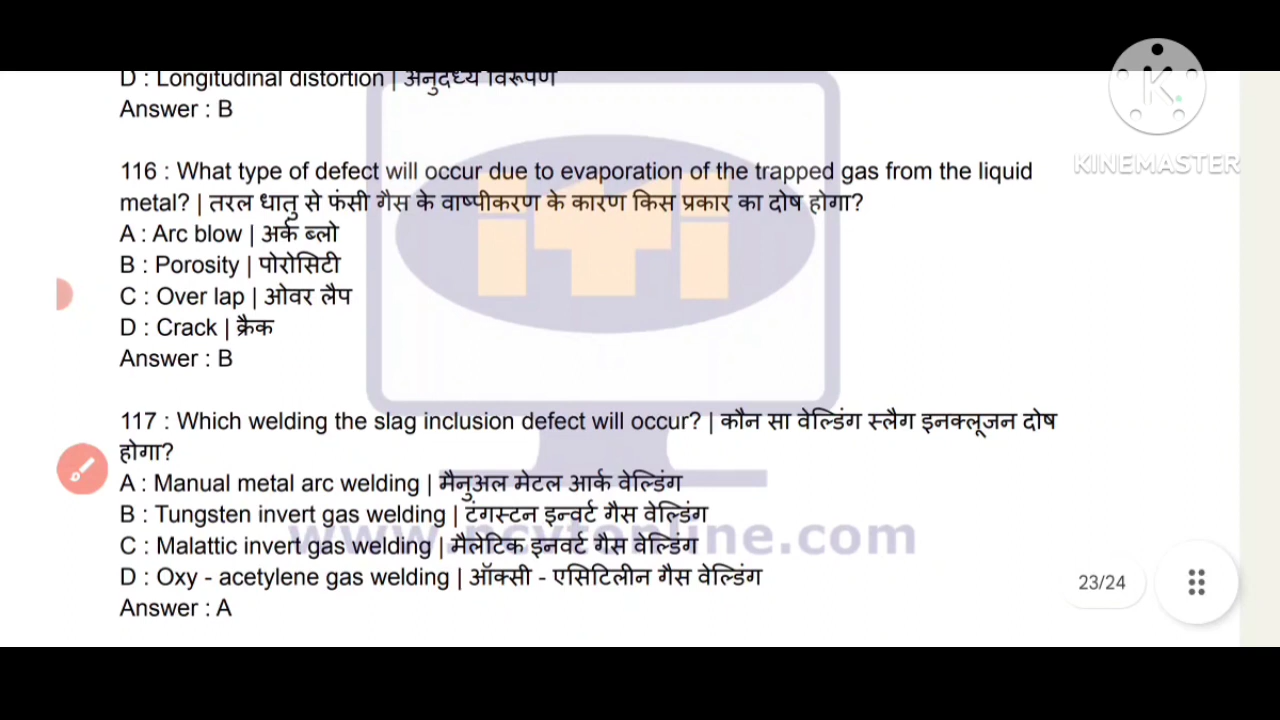 D : Longitudinal distortion | अनुदैर्ध्य विरूपण
Answer : B
KINEMASTER
116 : What type of defect will occur due to evaporation of the trapped gas from the liquid
metal? | तरल धातु से फंसी गैस के वाष्पीकरण के कारण किस प्रकार का दोष होगा?
A : Arc blow | अर्क ब्लो
B : Porosity | पोरोसिटी
C : Over lap | ओवर लैप
D : Crack | क्रैक
Answer : B
iTi
117 : Which welding the slag inclusion defect will occur? | कौन सा वेल्डिंग स्लैग इनक्लूजन दोष
होगा?
A : Manual metal arc welding | मैनुअल मेटल आर्क वेल्डिंग
B : Tungsten invert gas welding | टंगस्टन इन्वर्ट गैस वेल्डिंग
C : Malattic invert gas welding | मैलेटिक इनवर्ट गैस वेल्डिंग
www.ncvtonline.com
D : Oxy - acetylene gas welding | ऑक्सी - एसिटिलीन गैस वेल्डिंग
23/24
Answer : A